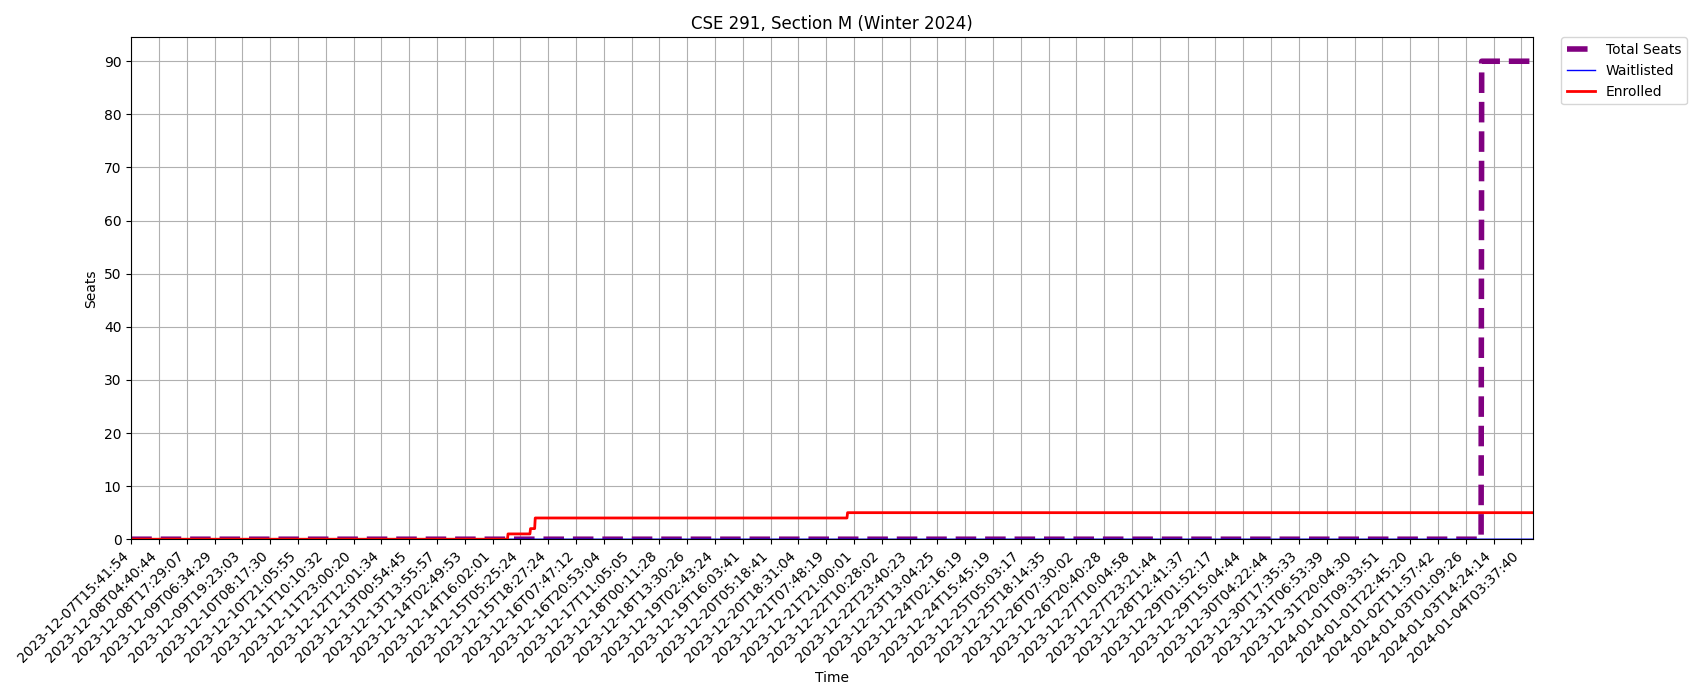 CSE 291, Section M (Winter 2024)
Total Seats
Waitlisted
Enrolled
Seats
90
80
70
60
50
40
30
20
10
0
2023-12-07T15:41:54
2023-12-08T04:40:44
2023-12-08T17:29:07
2023-12-09T06:34:29
2023-12-09T19:23:03
2023-12-10T08:17:30
2023-12-10T21:05:55
2023-12-11T10:10:32
2023-12-11T23:00:20
2023-12-12T12:01:34
2023-12-13T00:54:45
2023-12-13T13:55:57
2023-12-14T02:49:53
2023-12-14T16:02:01
2023-12-15T05:25:24
2023-12-15T18:27:24
2023-12-16T07:47:12
2023-12-16T20:53:04
2023-12-17T11:05:05
2023-12-18T00:11:28
2023-12-18T13:30:26
2023-12-19T02:43:24
2023-12-19T16:03:41
2023-12-20T05:18:41
2023-12-20T18:31:04
2023-12-21T07:48:19
2023-12-21T21:00:01
2023-12-22T10:28:02
2023-12-22T23:40:23
2023-12-23T13:04:25
2023-12-24T02:16:19
2023-12-24T15:45:19
2023-12-25T05:03:17
2023-12-25T18:14:35
2023-12-26T07:30:02
2023-12-26T20:40:28
2023-12-27T10:04:58
2023-12-27T23:21:44
2023-12-28T12:41:37
2023-12-29T01:52:17
2023-12-29T15:04:44
2023-12-30T04:22:44
2023-12-30T17:35:33
2023-12-31T06:53:39
2023-12-31T20:04:30
2024-01-01T09:33:51
2024-01-01T22:45:20
2024-01-02T11:57:42
2024-01-03T01:09:26
2024-01-03T14:24:14
2024-01-04T03:37:40
Time